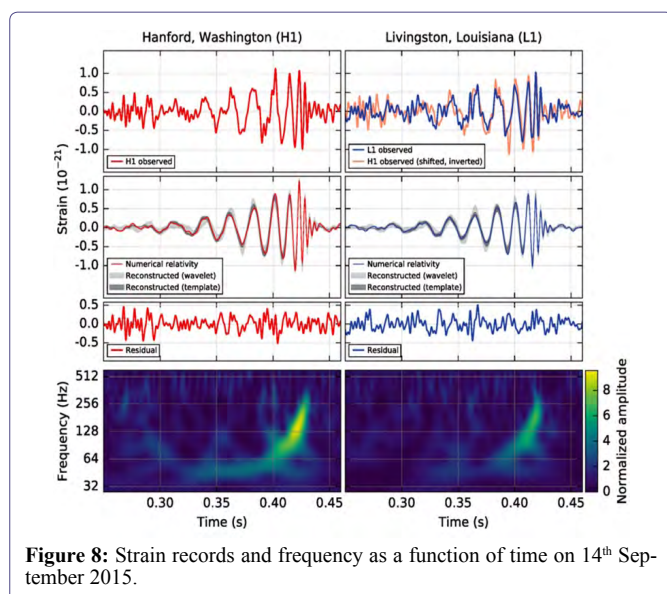 Hanford, Washington (H1)
Livingston, Louisiana (L1)
1.0
0.5
0.0
-0.5
-1.0
H1 observed
L1 observed
H1 observed (shifted, inverted)
Strain (10⁻²¹)
1.0
0.5
0.0
-0.5
-1.0
Numerical relativity
Reconstructed (wavelet)
Reconstructed (template)
Numerical relativity
Reconstructed (wavelet)
Reconstructed (template)
0.5
0.0
-0.5
Residual
Residual
Frequency (Hz)
512
256
128
64
32
8
6
4
2
0
Normalized amplitude
0.30
0.35
0.40
0.45
0.30
0.35
0.40
0.45
Time (s)
Time (s)
Figure 8: Strain records and frequency as a function of time on 14th Sep-
tember 2015.